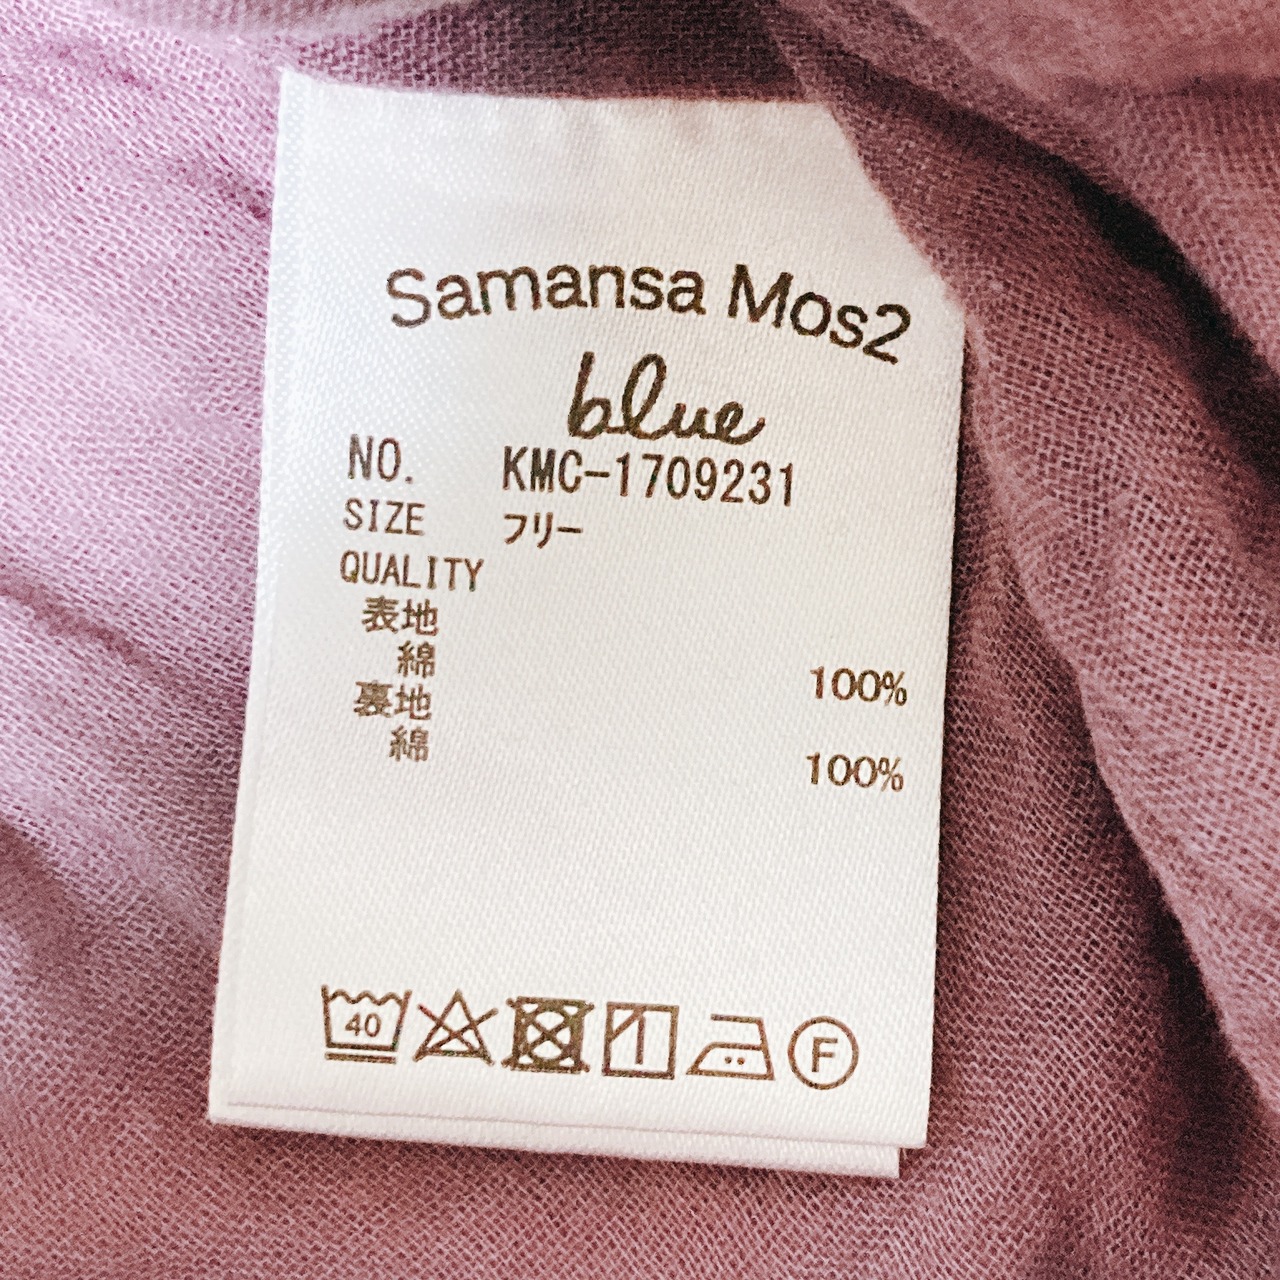 Samansa Mos2
blue
NO. KMC-1709231
SIZE フリー
QUALITY
表地
綿 100%
裏地
綿 100%
40 F